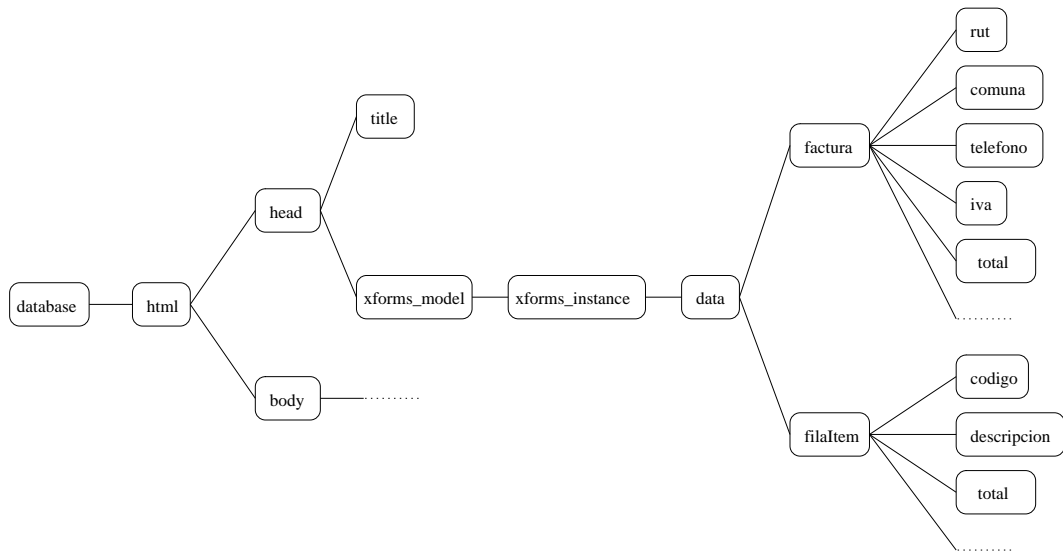 database
html
head
title
xforms_model
xforms_instance
data
factura
rut
comuna
telefono
iva
total
..........
filaItem
codigo
descripcion
total
..........
body
..........